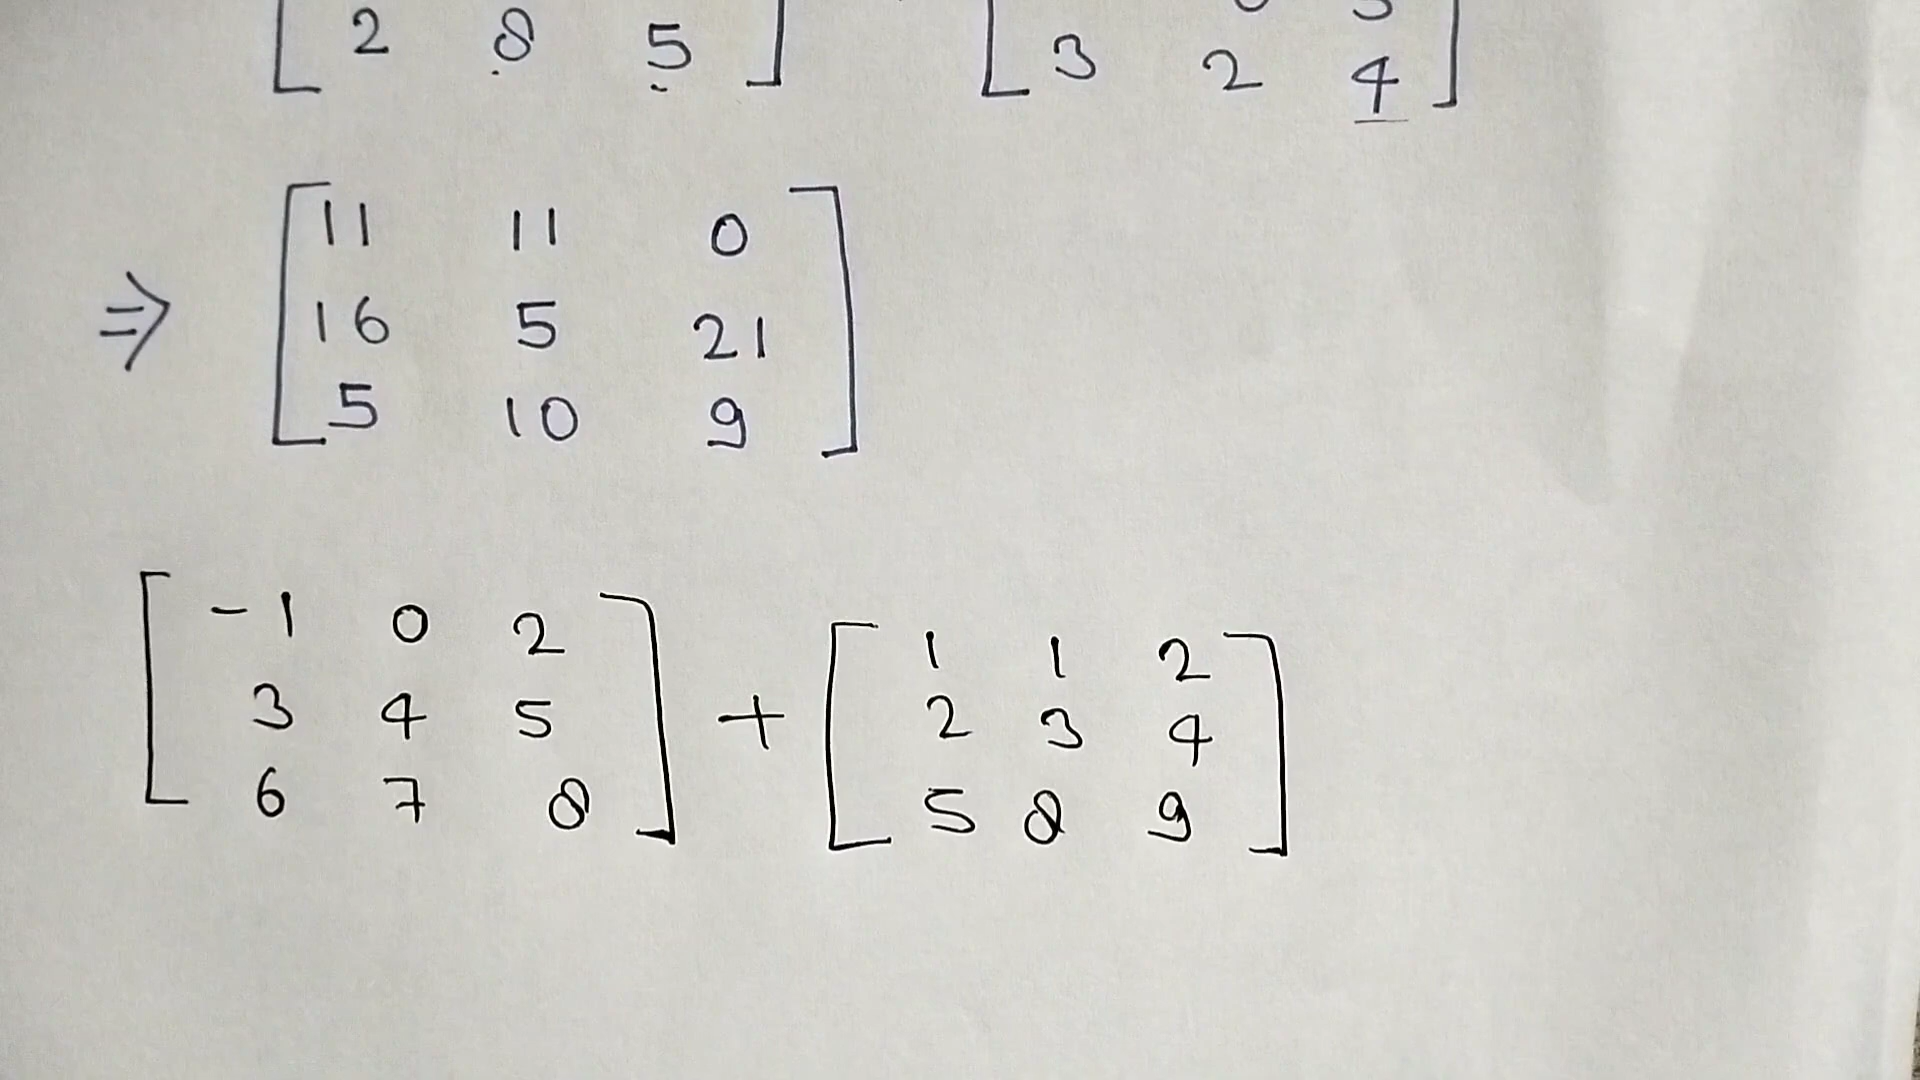 [ 2 8 5 ] [ 3 2 4 ]
⇒ [ 11 11 0
16 5 21
5 10 9 ]
[ -1 0 2
3 4 5
6 7 8 ] + [ 1 1 2
2 3 4
5 8 9 ]